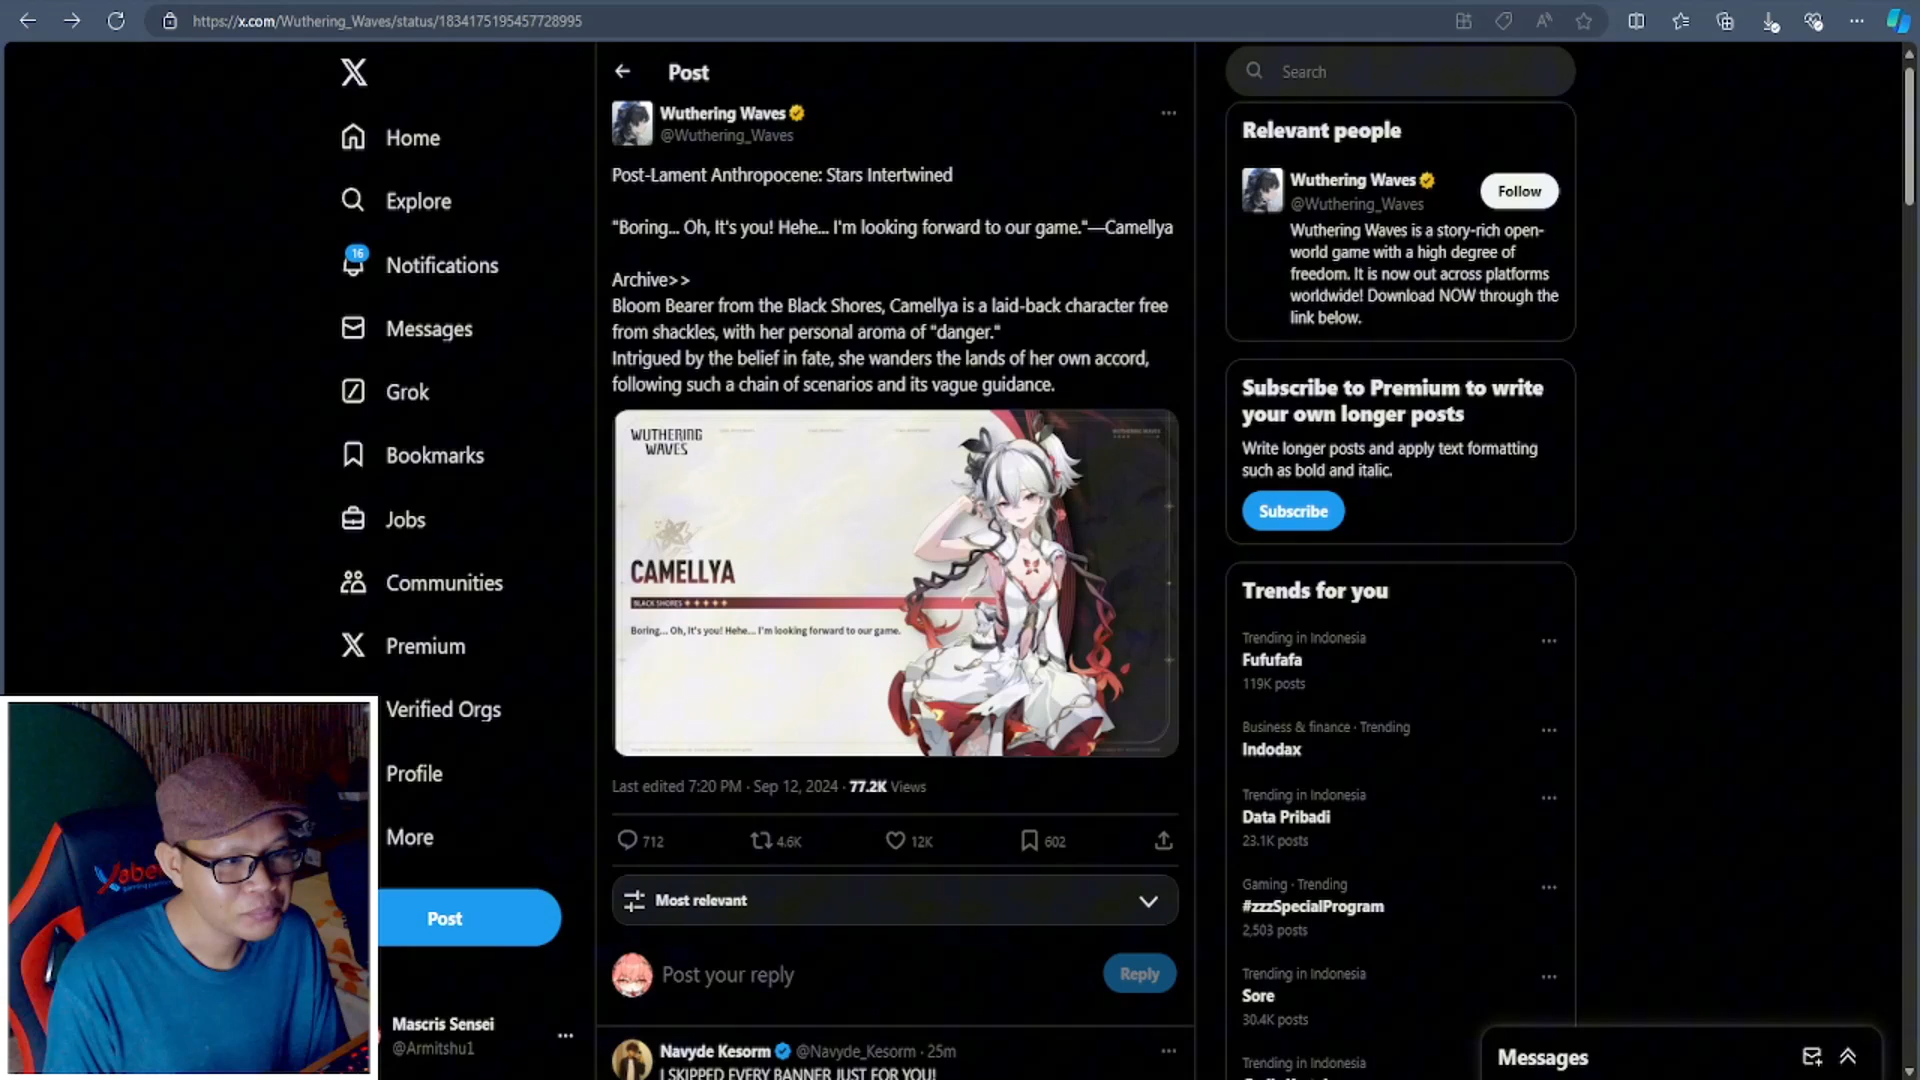 https://x.com/Wuthering_Waves/status/1834175195457728995
Home
Explore
16
Notifications
Messages
Grok
Bookmarks
Jobs
Communities
Premium
Verified Orgs
Profile
More
Post
Mascris Sensei
@Armitshu1
Post
Wuthering Waves
@Wuthering_Waves
Post-Lament Anthropocene: Stars Intertwined
"Boring... Oh, It's you! Hehe... I'm looking forward to our game."—Camellya
Archive>>
Bloom Bearer from the Black Shores, Camellya is a laid-back character free
from shackles, with her personal aroma of "danger."
Intrigued by the belief in fate, she wanders the lands of her own accord,
following such a chain of scenarios and its vague guidance.
WUTHERING
WAVES
CAMELLYA
BLACK SHORES
Boring... Oh, It's you! Hehe... I'm looking forward to our game.
Last edited 7:20 PM · Sep 12, 2024 · 77.2K Views
712
4.6K
12K
602
Most relevant
Post your reply
Reply
Navyde Kesorm @Navyde_Kesorm · 25m
I SKIPPED EVERY BANNER JUST FOR YOU!
Search
Relevant people
Wuthering Waves
@Wuthering_Waves
Follow
Wuthering Waves is a story-rich open-
world game with a high degree of
freedom. It is now out across platforms
worldwide! Download NOW through the
link below.
Subscribe to Premium to write
your own longer posts
Write longer posts and apply text formatting
such as bold and italic.
Subscribe
Trends for you
Trending in Indonesia
Fufufafa
119K posts
Business & finance · Trending
Indodax
Trending in Indonesia
Data Pribadi
23.1K posts
Gaming · Trending
#zzzSpecialProgram
2,503 posts
Trending in Indonesia
Sore
30.4K posts
Trending in Indonesia
Messages